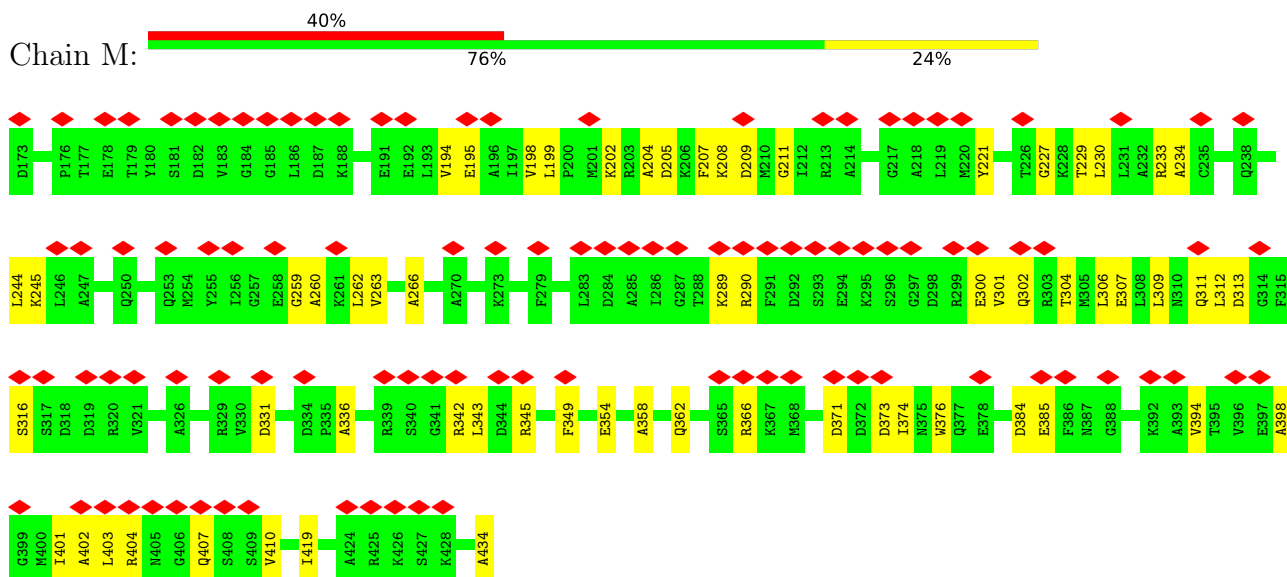 40%
Chain M:
76% 24%
D173 P176 T177 E178 T179 Y180 S181 D182 V183 G184 G185 L186 D187 K188 E191 E192 L193 V194 E195 A196 I197 V198 L199 P200 M201 K202 R203 A204 D205 K206 F207 K208 D209 M210 G211 I212 R213 A214 G217 A218 L219 M220 Y221 T226 G227 K228 T229 L230 L231 A232 R233 A234 C235 Q238
L244 K245 L246 A247 Q250 Q253 M254 Y255 I256 G257 E258 G259 A260 K261 L262 V263 A266 A270 K273 F279 L283 D284 A285 I286 G287 T288 K289 R290 F291 D292 S293 E294 K295 S296 G297 D298 R299 E300 V301 Q302 R303 T304 M305 L306 E307 L308 L309 N310 Q311 L312 D313 G314 F315
S316 S317 D318 D319 R320 V321 A326 R329 V330 D331 D334 P335 A336 R339 S340 G341 R342 L343 D344 R345 F349 E354 A358 Q362 S365 R366 K367 M368 D371 D372 D373 I374 N375 W376 Q377 E378 D384 E385 F386 N387 G388 K392 A393 V394 T395 V396 E397 A398
G399 M400 I401 A402 L403 R404 N405 G406 Q407 S408 S409 V410 I419 A424 R425 K426 S427 K428 A434